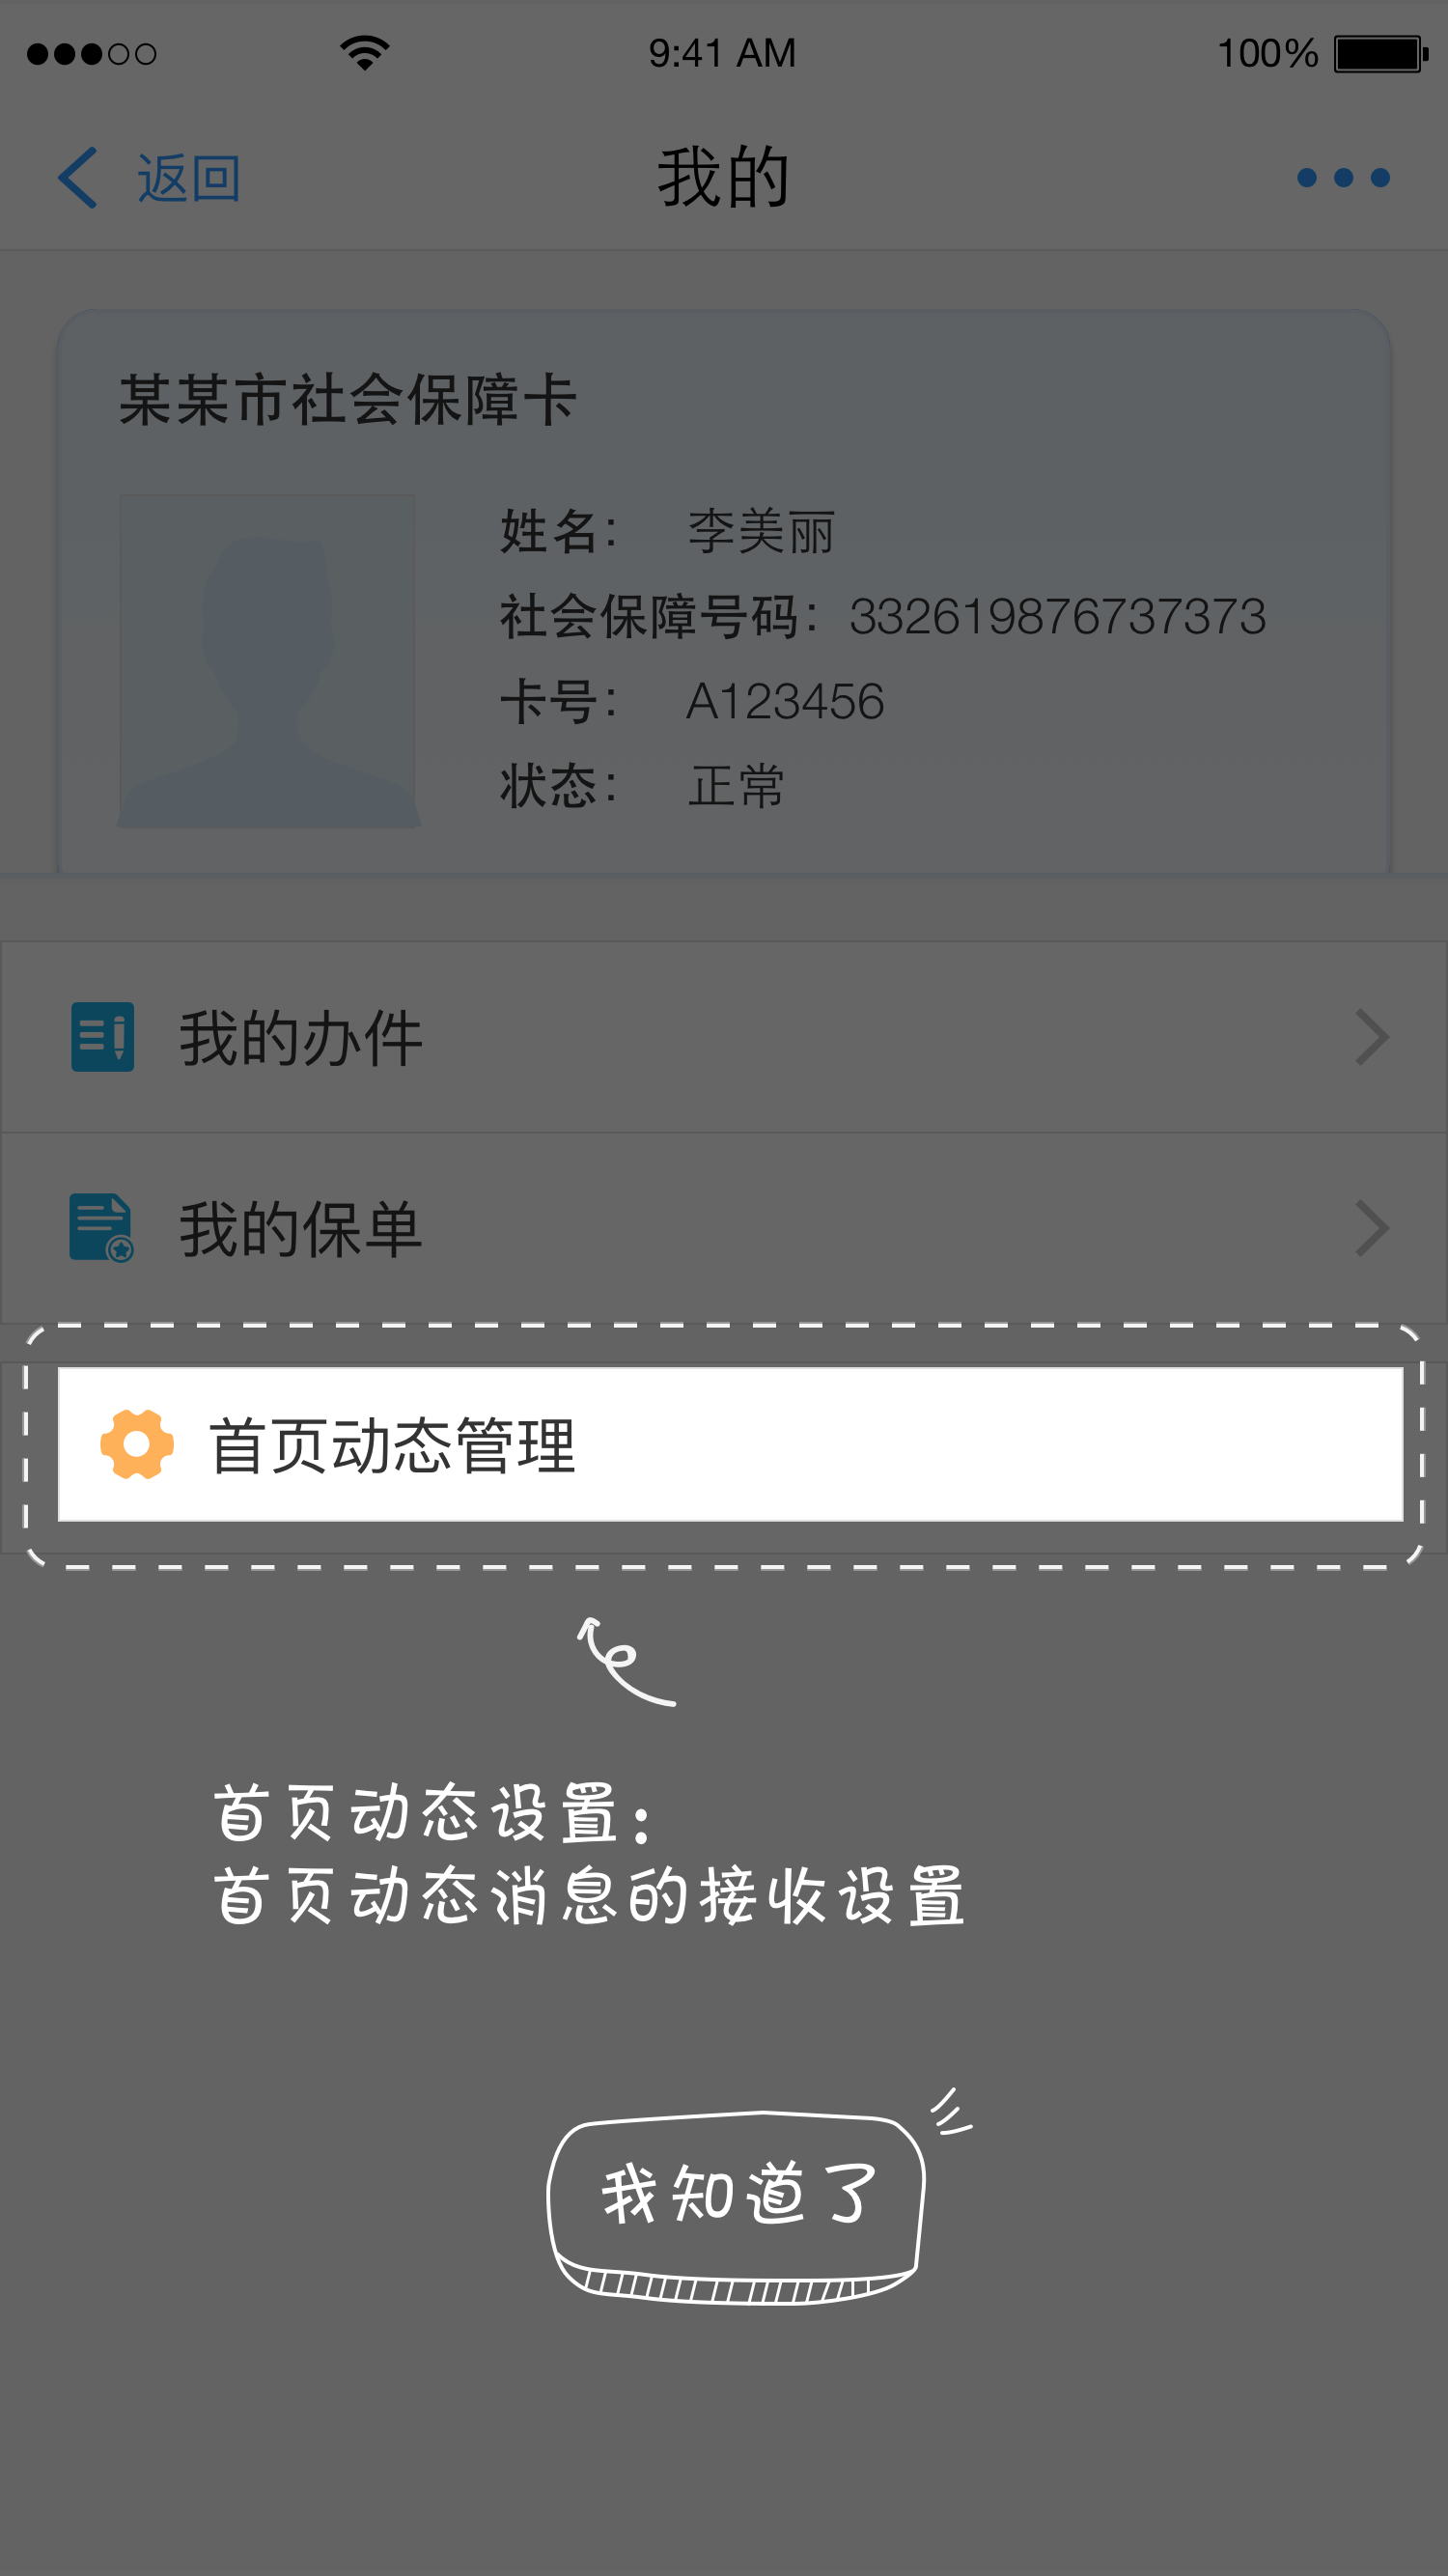 9:41 AM 100%
返回 我的
某某市社会保障卡
姓名： 李美丽
社会保障号码：332619876737373
卡号： A123456
状态： 正常
我的办件
我的保单
首页动态管理
首页动态设置：
首页动态消息的接收设置
我知道了